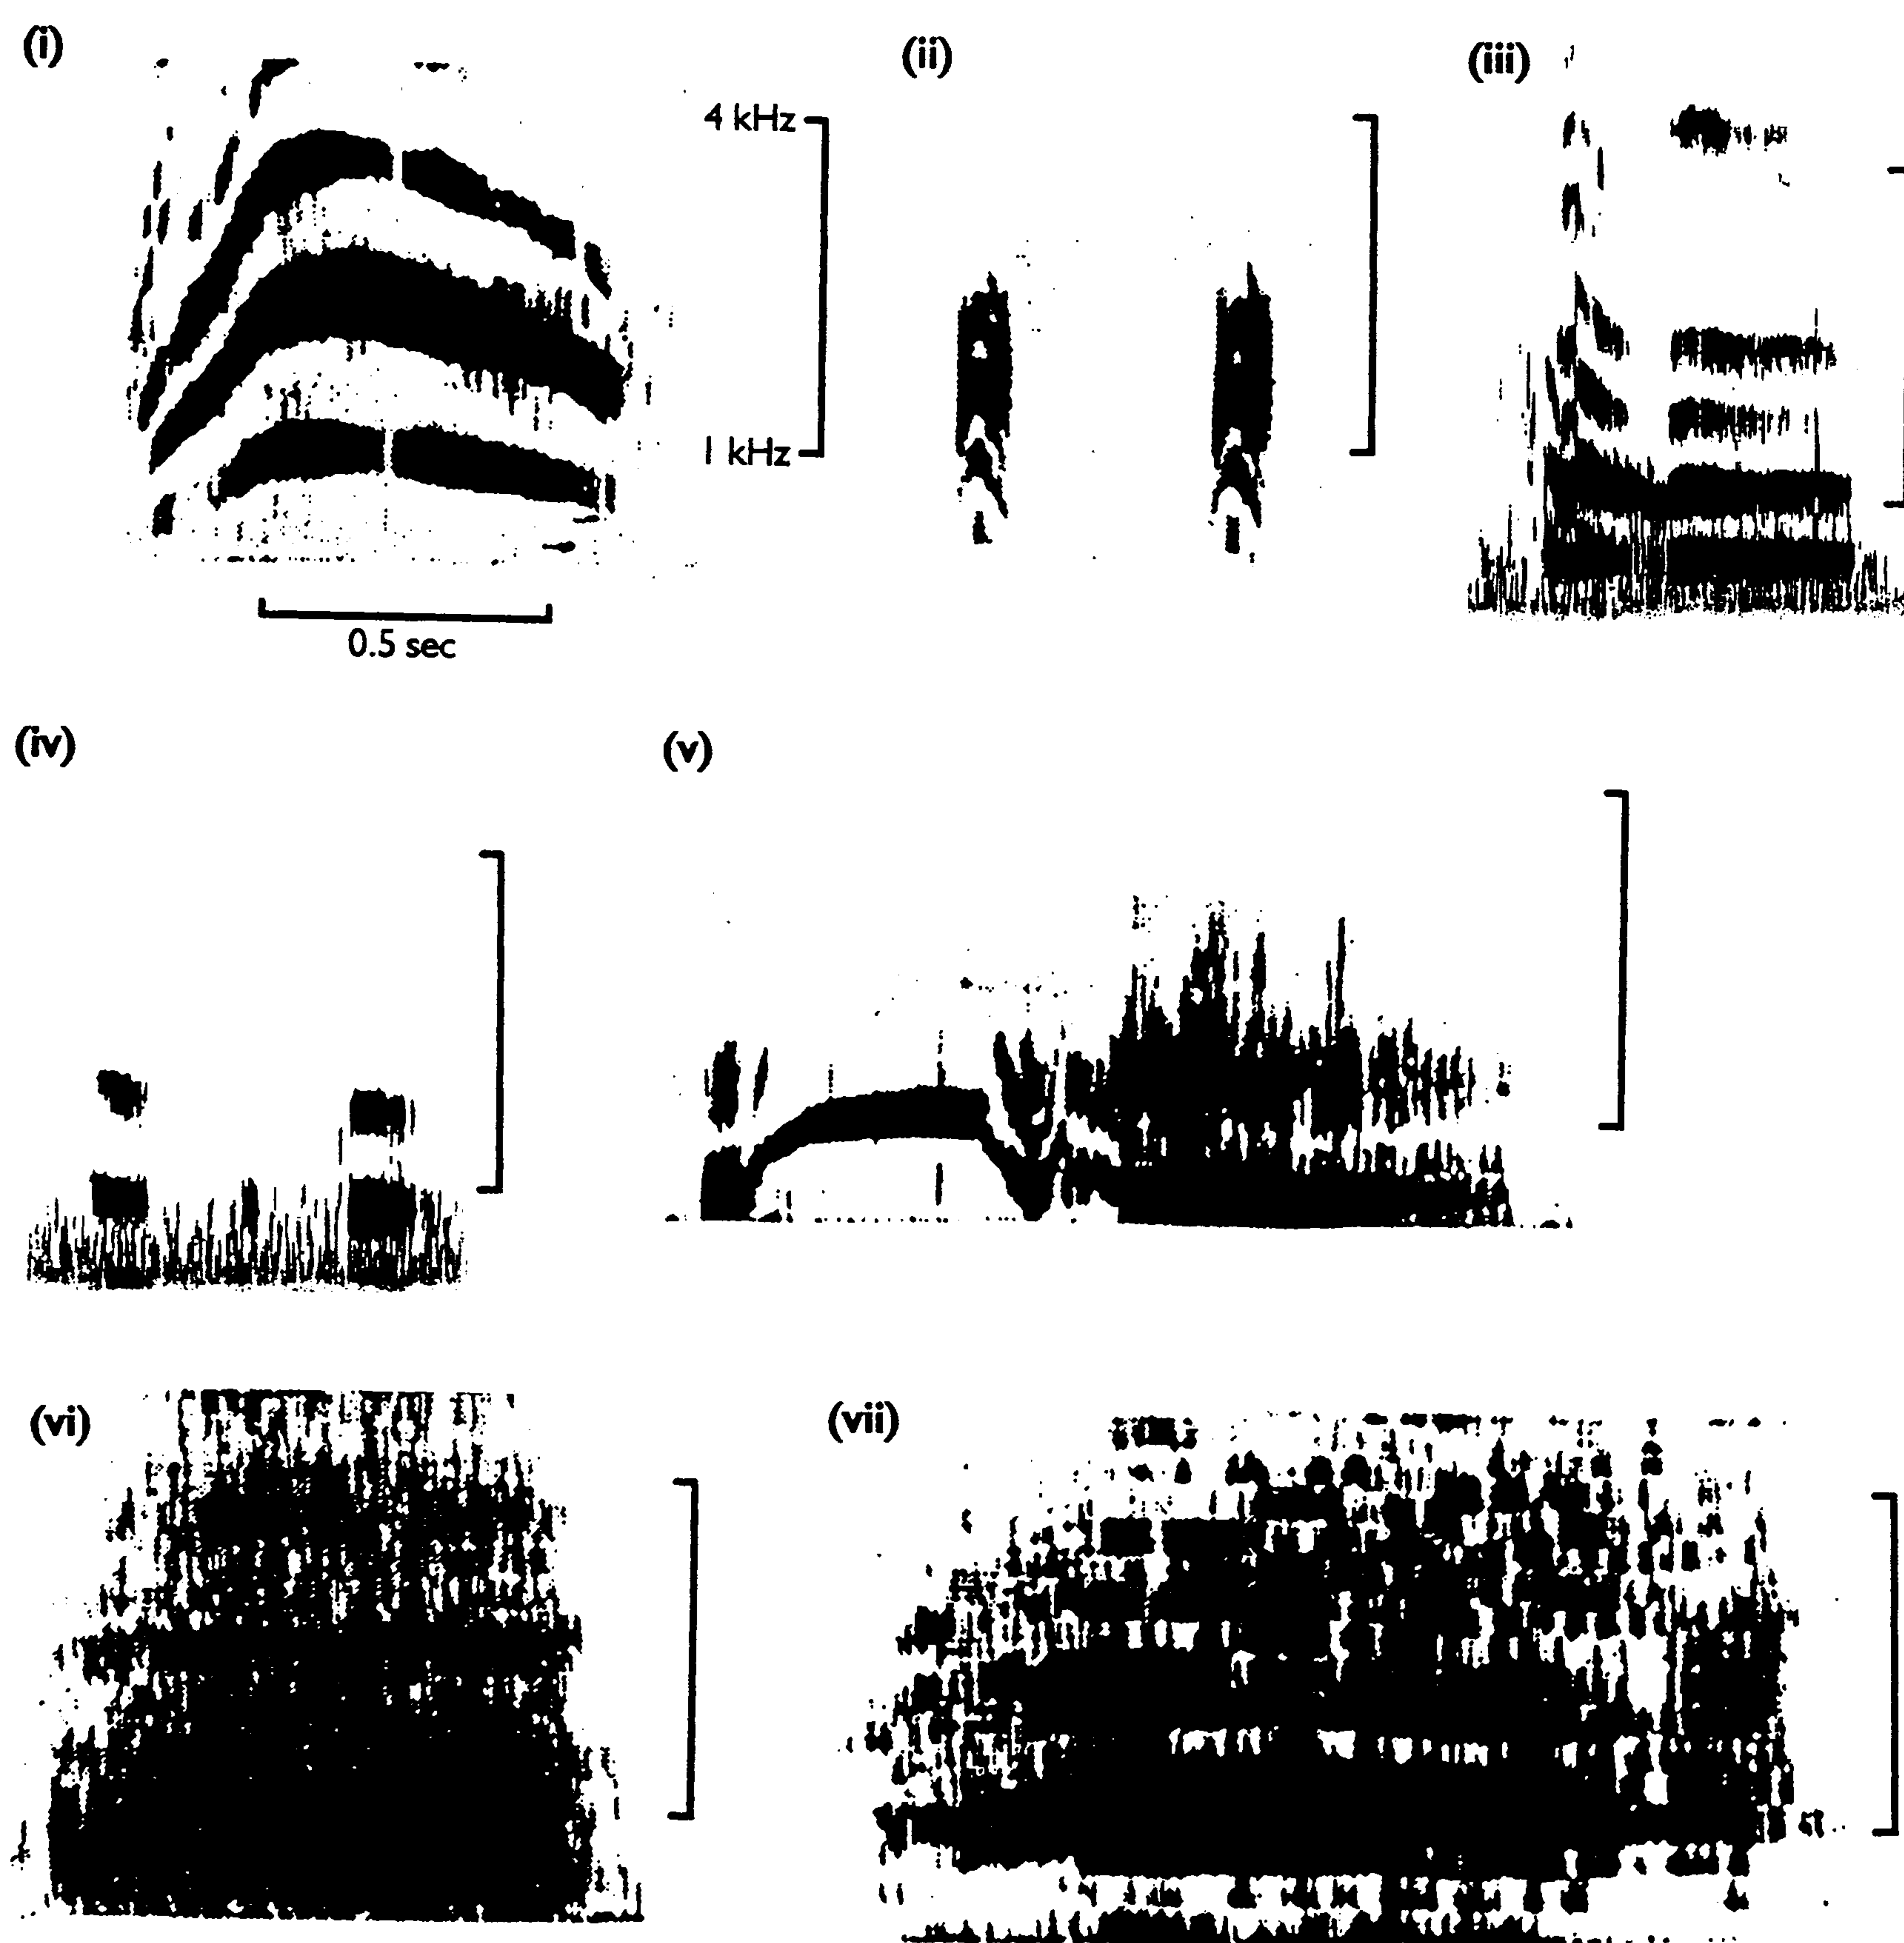 (i)
(ii)
(iii)
4 kHz
1 kHz
0.5 sec
(iv)
(v)
(vi)
(vii)